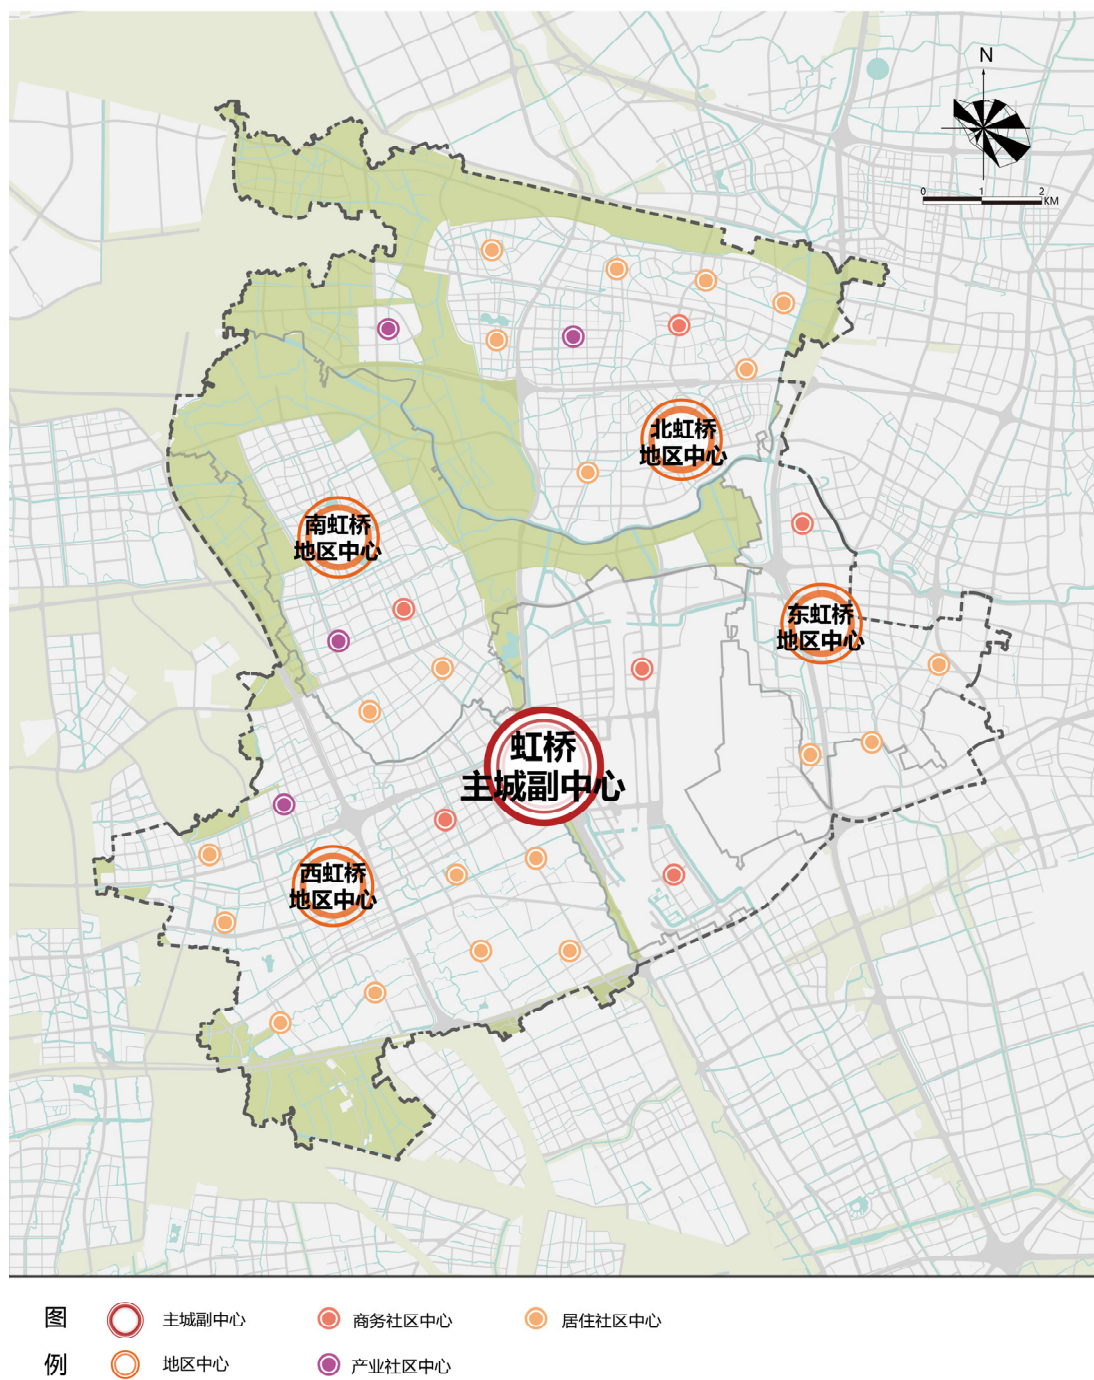 N
0 1 2
KM
北虹桥
地区中心
南虹桥
地区中心
东虹桥
地区中心
虹桥
主城副中心
西虹桥
地区中心
图例
主城副中心
商务社区中心
居住社区中心
地区中心
产业社区中心